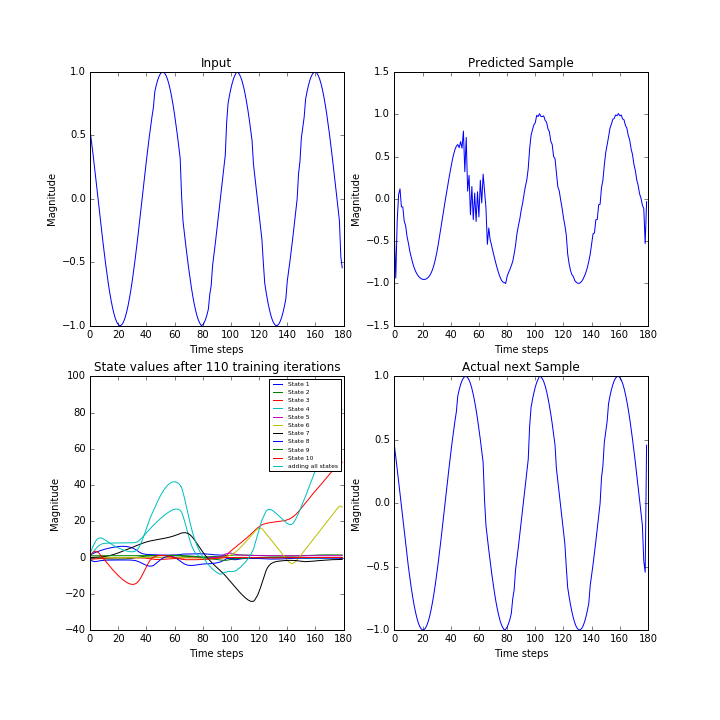 Input
Magnitude
1.0
0.5
0.0
−0.5
−1.0
0 20 40 60 80 100 120 140 160 180
Time steps
Predicted Sample
Magnitude
1.5
1.0
0.5
0.0
−0.5
−1.0
−1.5
0 20 40 60 80 100 120 140 160 180
Time steps
State values after 110 training iterations
Magnitude
100
80
60
40
20
0
−20
−40
0 20 40 60 80 100 120 140 160 180
Time steps
State 1
State 2
State 3
State 4
State 5
State 6
State 7
State 8
State 9
State 10
adding all states
Actual next Sample
Magnitude
1.0
0.5
0.0
−0.5
−1.0
0 20 40 60 80 100 120 140 160 180
Time steps